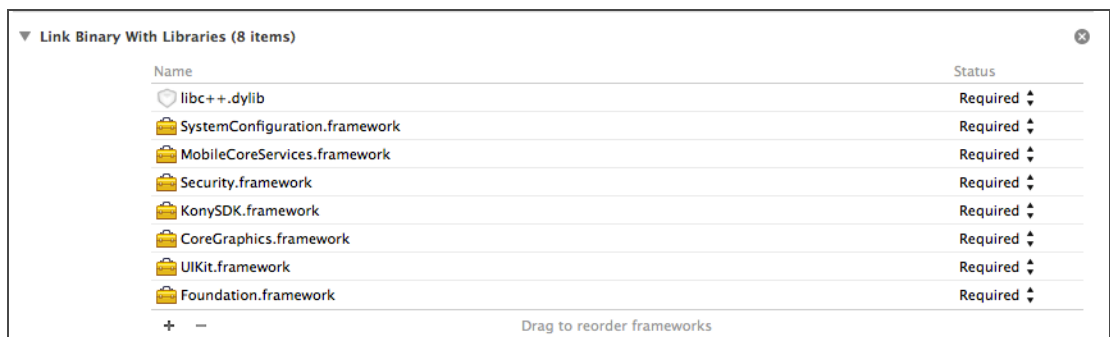 Link Binary With Libraries (8 items)
Name Status
libc++.dylib Required
SystemConfiguration.framework Required
MobileCoreServices.framework Required
Security.framework Required
KonySDK.framework Required
CoreGraphics.framework Required
UIKit.framework Required
Foundation.framework Required
+ − Drag to reorder frameworks